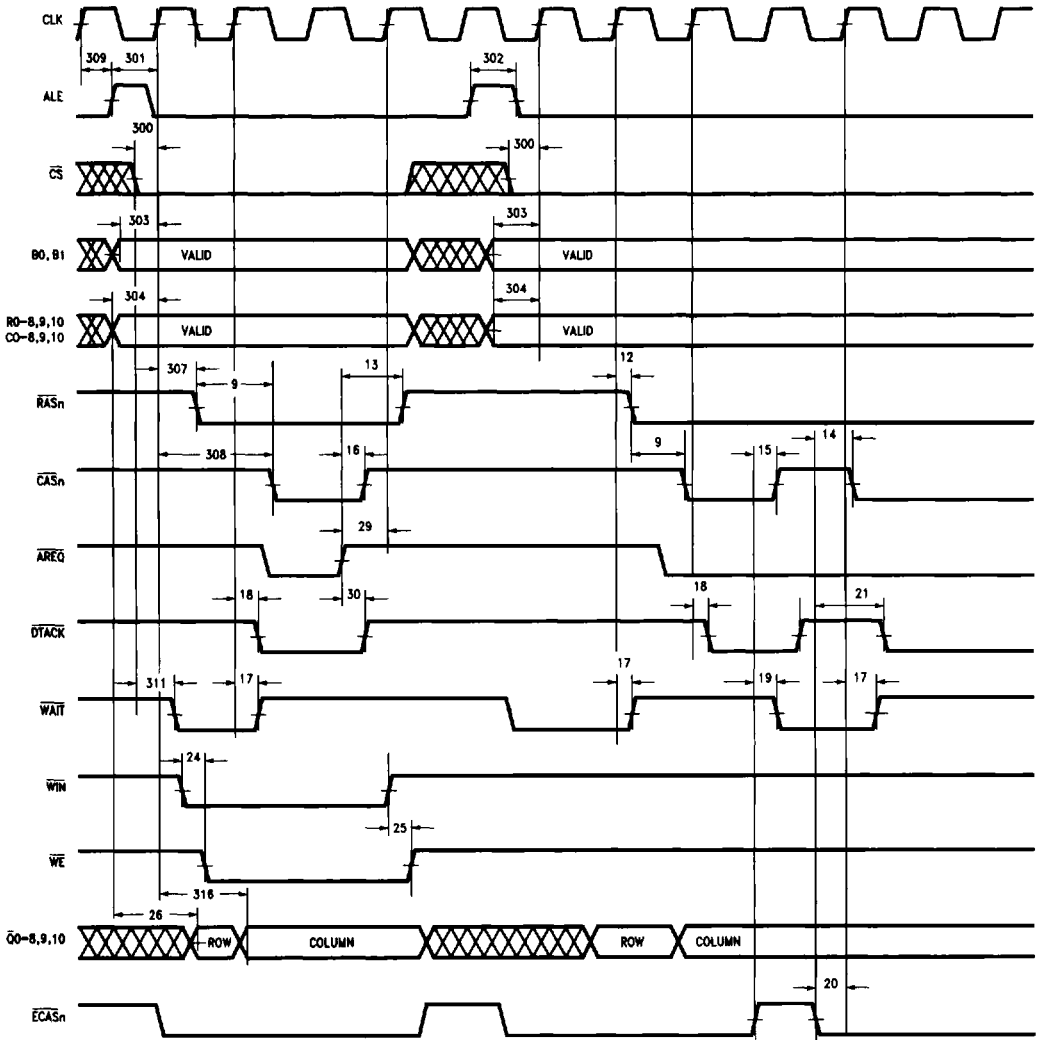 CLK
309 301 302
ALE
300 300
CS
303 303
B0, B1 VALID VALID
304 304
R0-8,9,10 VALID VALID
C0-8,9,10
307 9 13 12
RASn
308 16 9 15 14
CASn
29
AREQ
18 30 18 21
DTACK
311 17 17 19 17
WAIT
24
WIN
25
WE
316
26
Q0-8,9,10 ROW COLUMN ROW COLUMN
20
ECASn